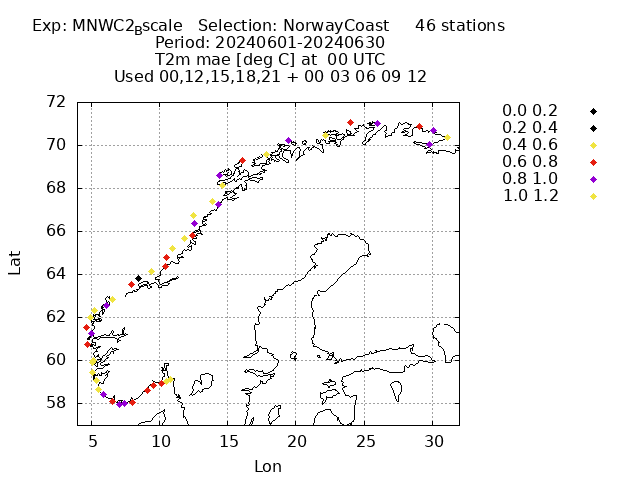 Exp: MNWC2_Bscale   Selection: NorwayCoast     46 stations
Period: 20240601-20240630
T2m mae [deg C] at  00 UTC
Used 00,12,15,18,21 + 00 03 06 09 12
0.0 0.2
0.2 0.4
0.4 0.6
0.6 0.8
0.8 1.0
1.0 1.2
72
70
68
66
64
62
60
58
Lat
5 10 15 20 25 30
Lon